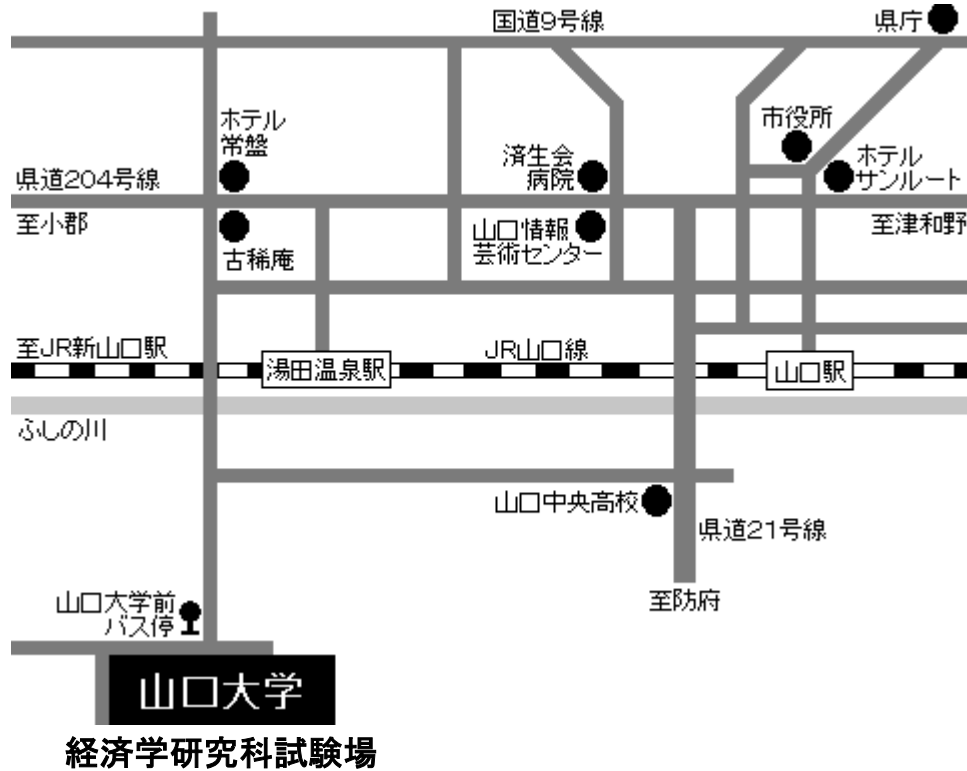 国道9号線
県庁
ホテル
常盤
市役所
済生会
病院
ホテル
サンルート
県道204号線
至小郡
古稀庵
山口情報
芸術センター
至津和野
至JR新山口駅
湯田温泉駅
JR山口線
山口駅
ふしの川
山口中央高校
県道21号線
至防府
山口大学前
バス停
山口大学
経済学研究科試験場